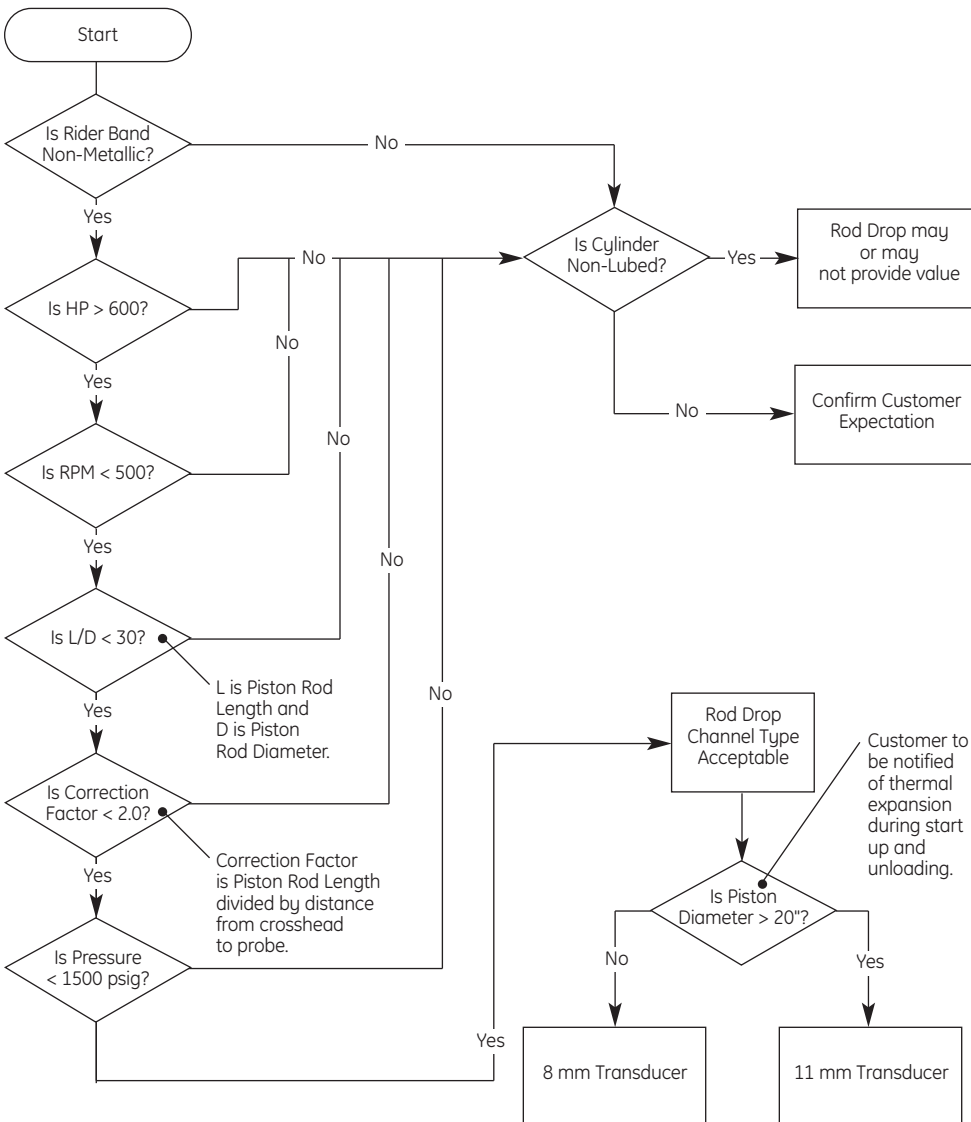 Start
Is Rider Band
Non-Metallic?
No
Yes
Is Cylinder
Non-Lubed?
Yes
Rod Drop may
or may
not provide value
No
Is HP > 600?
No
Yes
No
Confirm Customer
Expectation
Is RPM < 500?
No
Yes
No
Is L/D < 30?
L is Piston Rod
Length and
D is Piston
Rod Diameter.
No
Yes
Rod Drop
Channel Type
Acceptable
Customer to
be notified
of thermal
expansion
during start
up and
unloading.
Is Correction
Factor < 2.0?
Correction Factor
is Piston Rod Length
divided by distance
from crosshead
to probe.
Yes
Is Piston
Diameter > 20"?
Is Pressure
< 1500 psig?
No
Yes
Yes
8 mm Transducer
11 mm Transducer